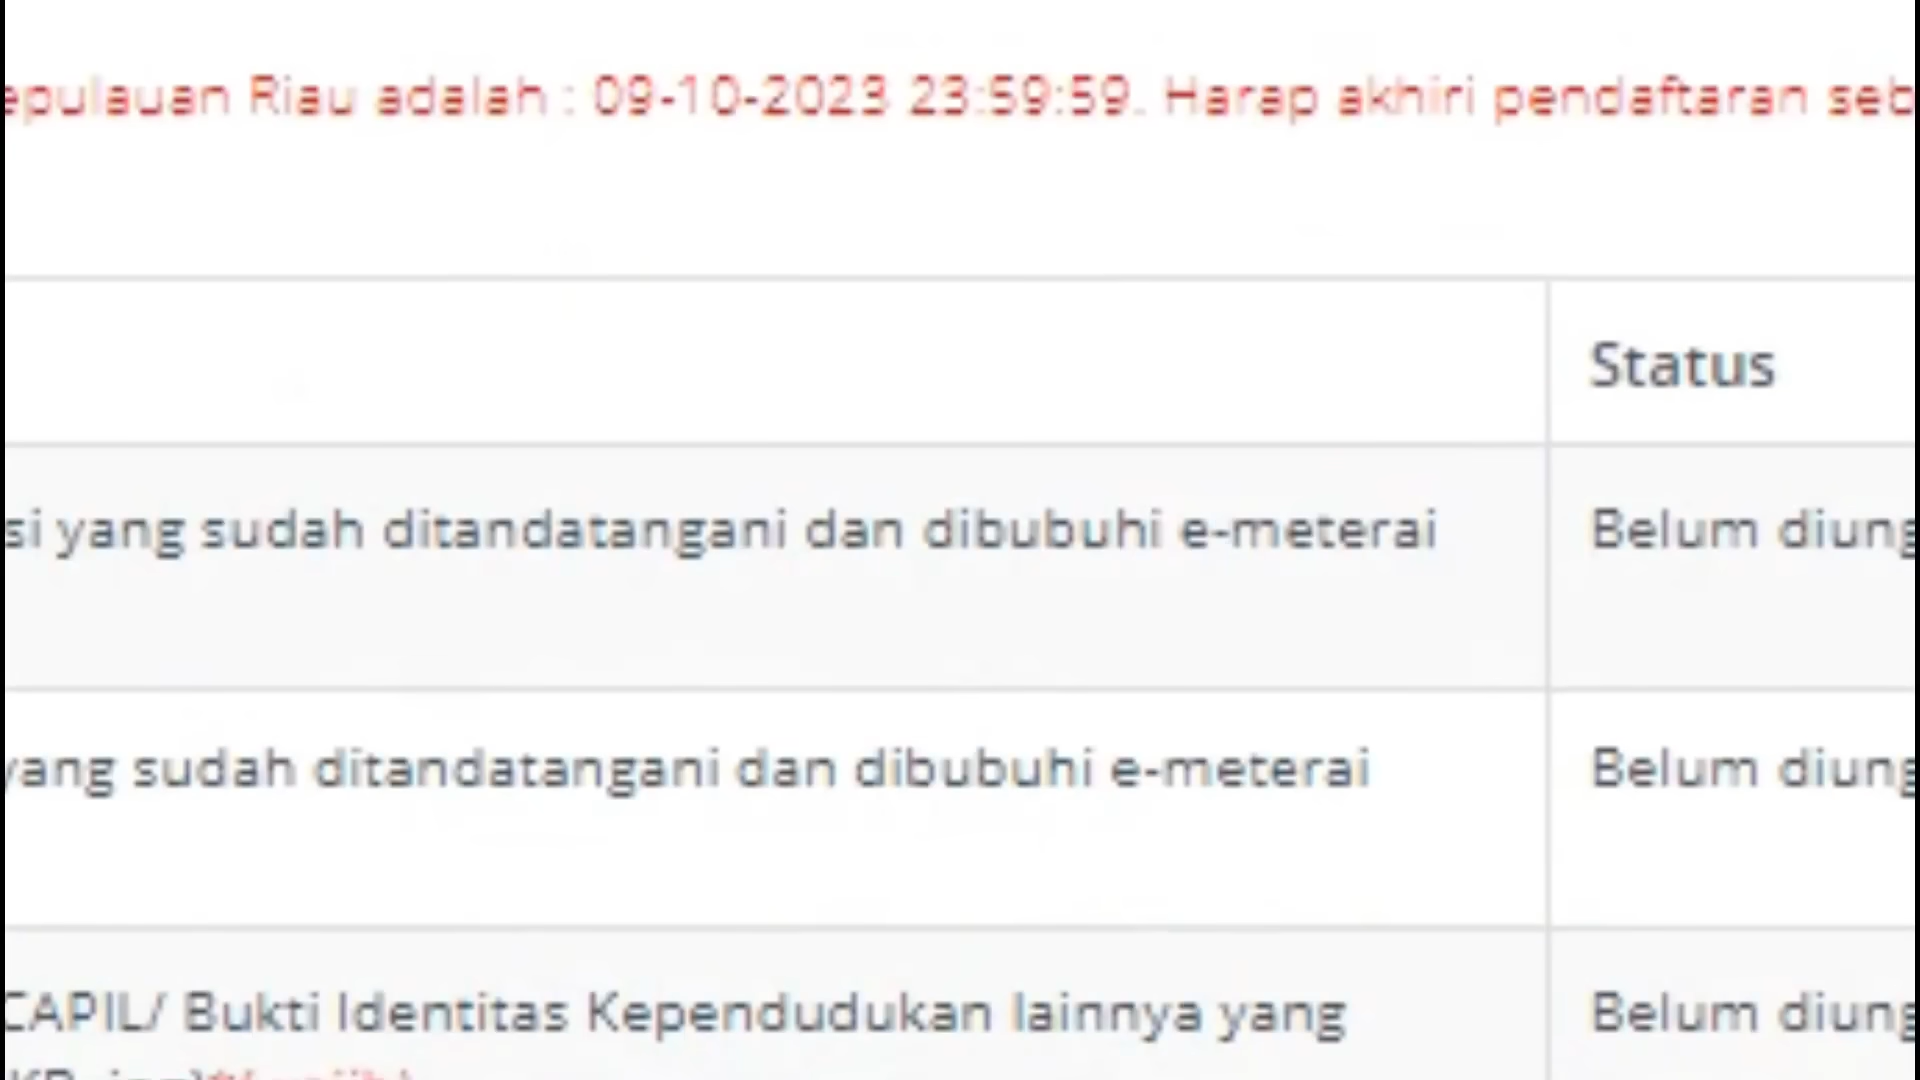 epulauan Riau adalah : 09-10-2023 23:59:59. Harap akhiri pendaftaran seb
Status
si yang sudah ditandatangani dan dibubuhi e-meterai
Belum diung
yang sudah ditandatangani dan dibubuhi e-meterai
Belum diung
CAPIL/ Bukti Identitas Kependudukan lainnya yang
Belum diung